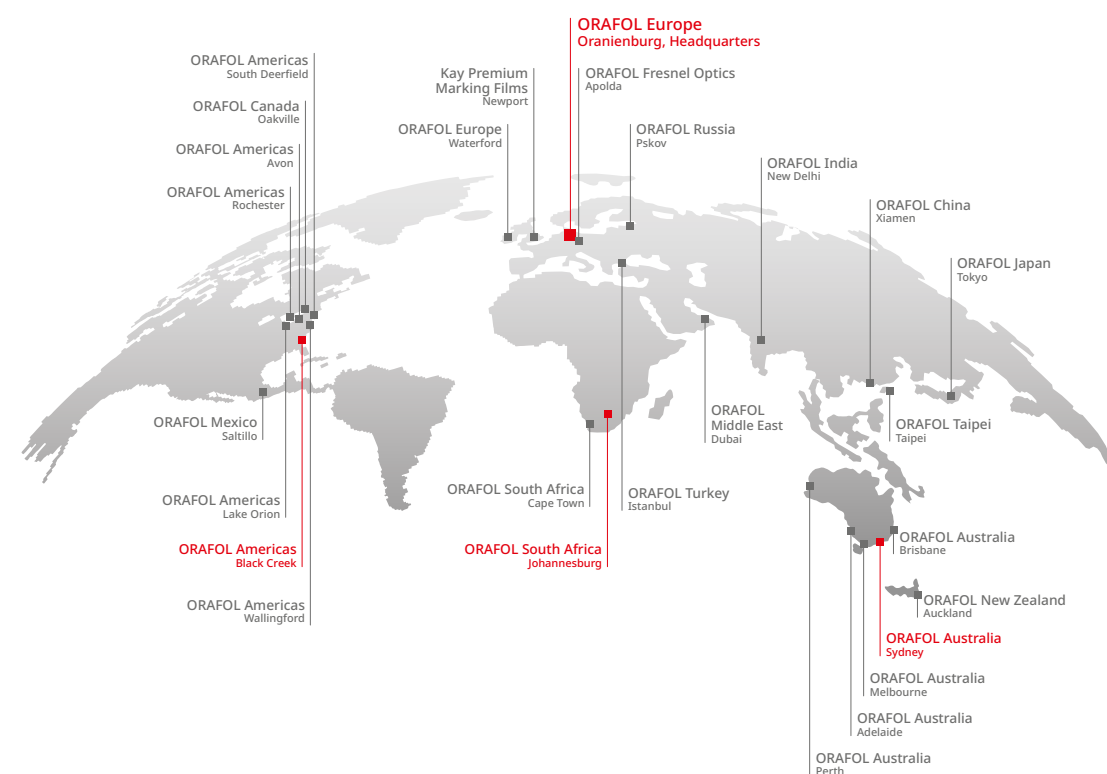 ORAFOL Europe
Oranienburg, Headquarters
ORAFOL Americas
South Deerfield
Kay Premium
Marking Films
Newport
ORAFOL Fresnel Optics
Apolda
ORAFOL Canada
Oakville
ORAFOL Europe
Waterford
ORAFOL Russia
Pskov
ORAFOL Americas
Avon
ORAFOL India
New Delhi
ORAFOL Americas
Rochester
ORAFOL China
Xiamen
ORAFOL Japan
Tokyo
ORAFOL Mexico
Saltillo
ORAFOL
Middle East
Dubai
ORAFOL Taipei
Taipei
ORAFOL Americas
Lake Orion
ORAFOL South Africa
Cape Town
ORAFOL Turkey
Istanbul
ORAFOL Americas
Black Creek
ORAFOL South Africa
Johannesburg
ORAFOL Australia
Brisbane
ORAFOL Americas
Wallingford
ORAFOL New Zealand
Auckland
ORAFOL Australia
Sydney
ORAFOL Australia
Melbourne
ORAFOL Australia
Adelaide
ORAFOL Australia
Perth